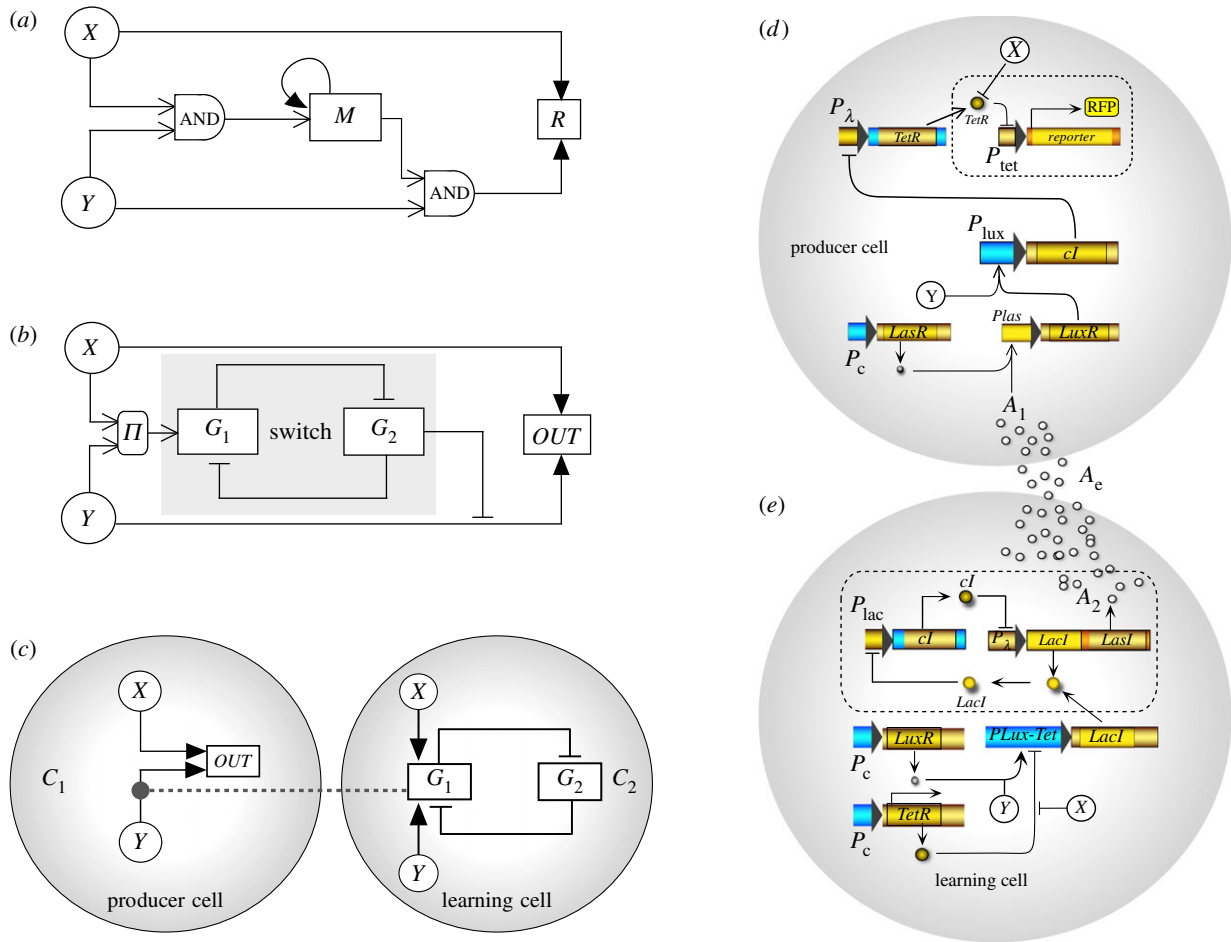 (a)
X
AND
M
R
AND
Y
(b)
X
Π
G1
switch
G2
OUT
Y
(c)
X
OUT
C1
Y
producer cell
X
G1
G2
C2
Y
learning cell
(d)
X
Pλ
TetR
TetR
RFP
reporter
Ptet
Plux
cI
producer cell
Y
Plas
LasR
LuxR
Pc
A1
Ae
(e)
cI
A2
Plac
cI
Pλ
LacI
LasI
LacI
LuxR
PLux-Tet
LacI
Pc
Y
X
TetR
Pc
learning cell